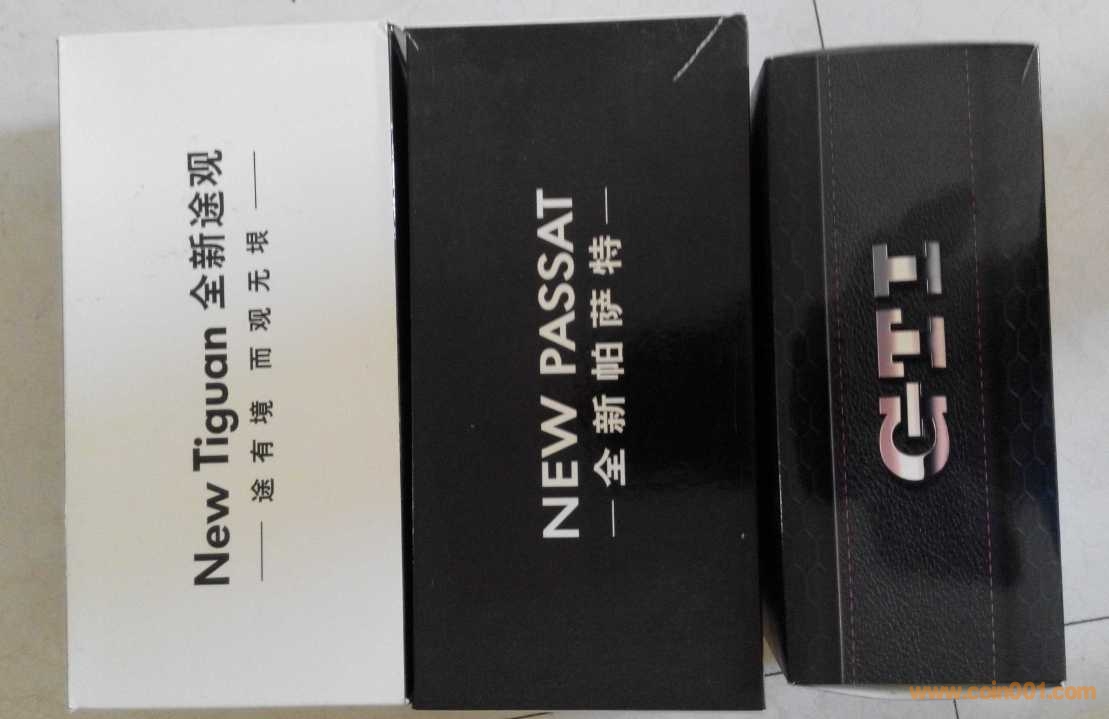 New Tiguan 全新途观
途有境 而观无垠
NEW PASSAT
全新帕萨特
GTI
www.coin001.com